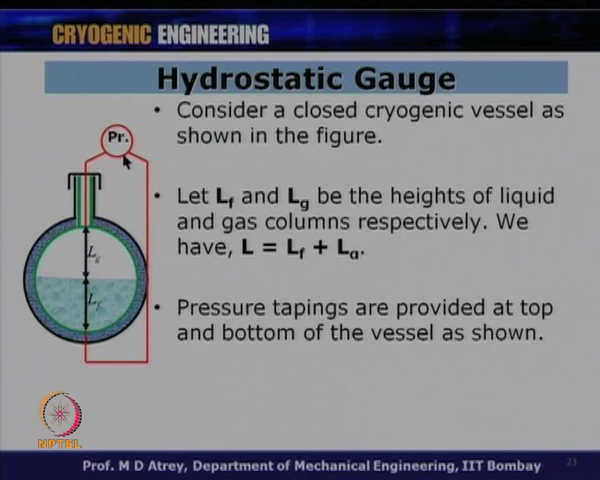 CRYOGENIC ENGINEERING
Hydrostatic Gauge
• Consider a closed cryogenic vessel as
shown in the figure.
Pr.
• Let Lf and Lg be the heights of liquid
and gas columns respectively. We
have, L = Lf + Lg.
Lg
Lf
• Pressure tapings are provided at top
and bottom of the vessel as shown.
NPTEL
Prof. M D Atrey, Department of Mechanical Engineering, IIT Bombay
23